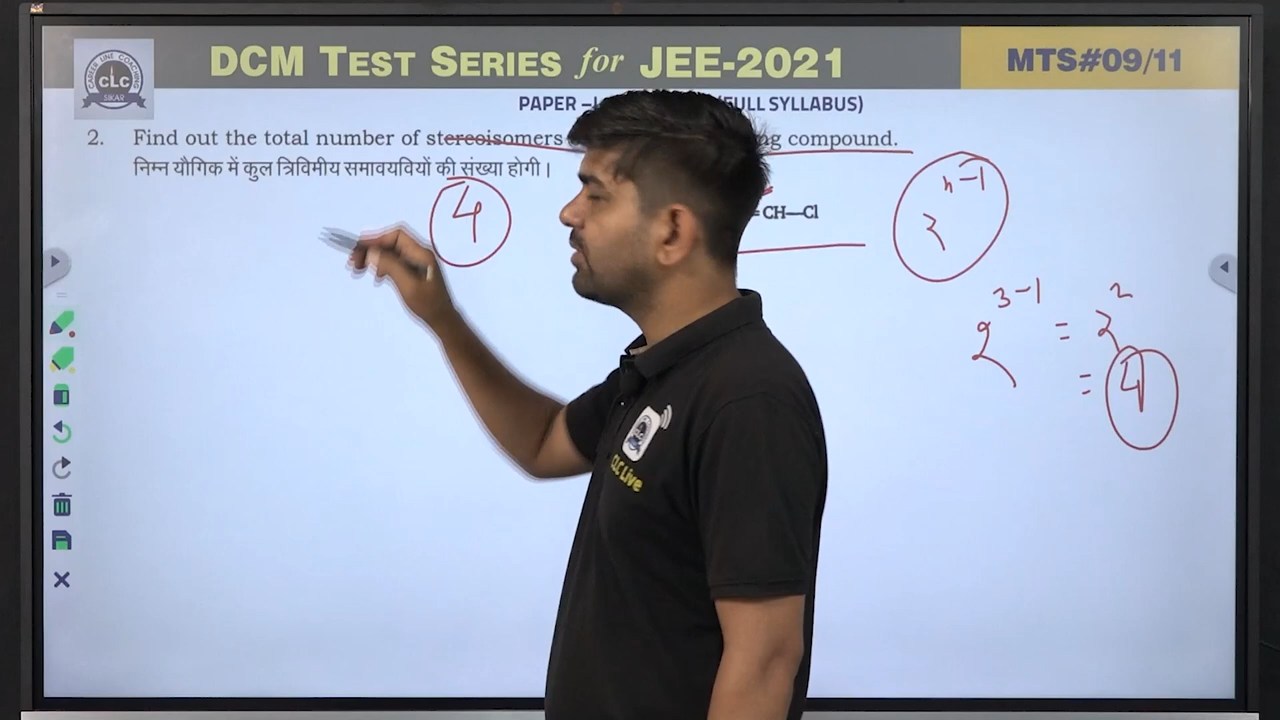 DCM TEST SERIES for JEE-2021
MTS#09/11
CAREER LINE COACHING
CLC
SIKAR
PAPER –I (FULL SYLLABUS)
2. Find out the total number of stereoisomers compound.
निम्न यौगिक में कुल त्रिविमीय समावयवियों की संख्या होगी।
4
=CH—Cl
2^{n-1}
2^{3-1} = 2^2
= 4
CLC
CLC Live